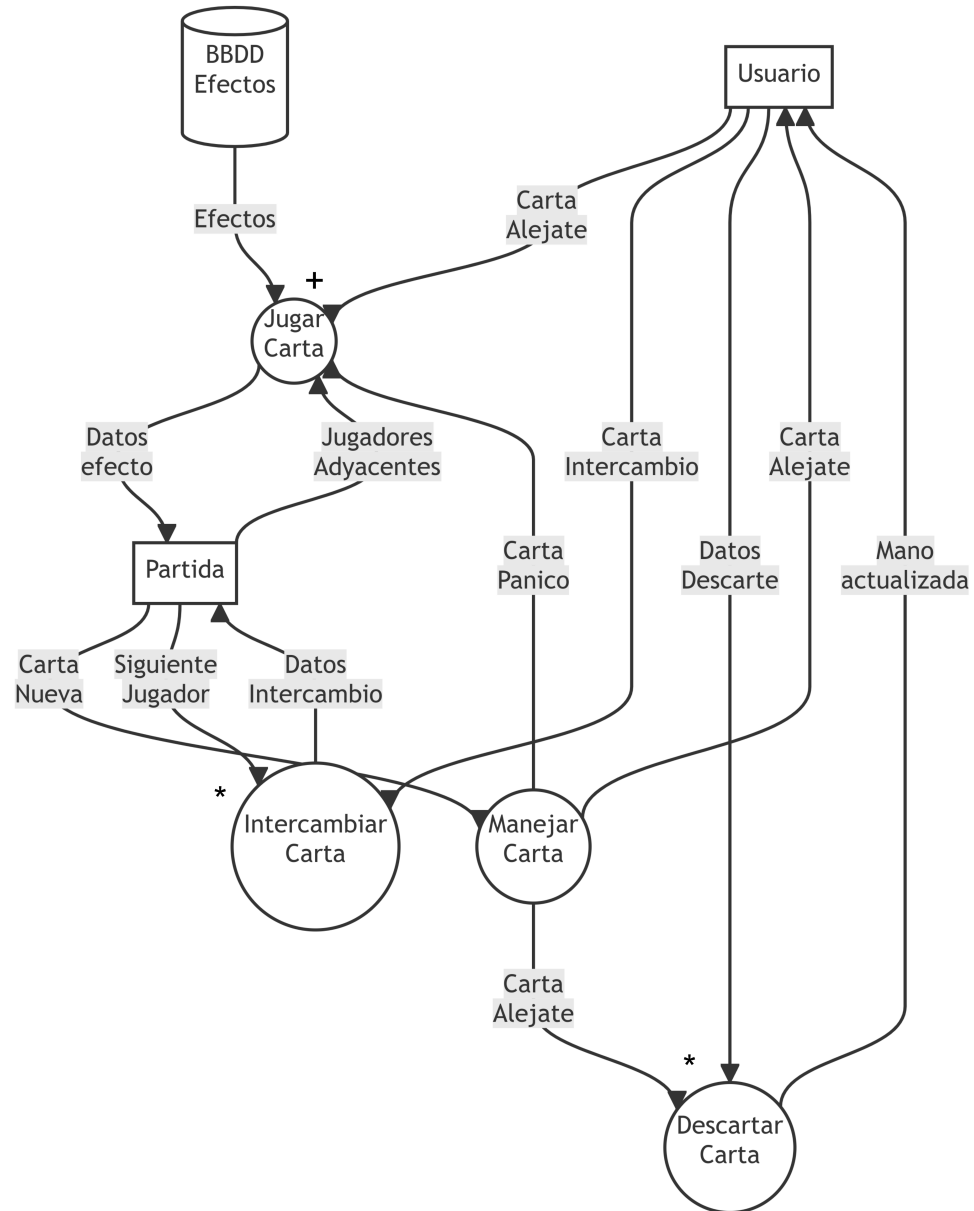 BBDD
Efectos
Usuario
Efectos
Carta
Alejate
+
Jugar
Carta
Datos
efecto
Jugadores
Adyacentes
Carta
Intercambio
Carta
Alejate
Partida
Carta
Panico
Datos
Descarte
Mano
actualizada
Carta
Nueva
Siguiente
Jugador
Datos
Intercambio
*
Intercambiar
Carta
Manejar
Carta
Carta
Alejate
*
Descartar
Carta